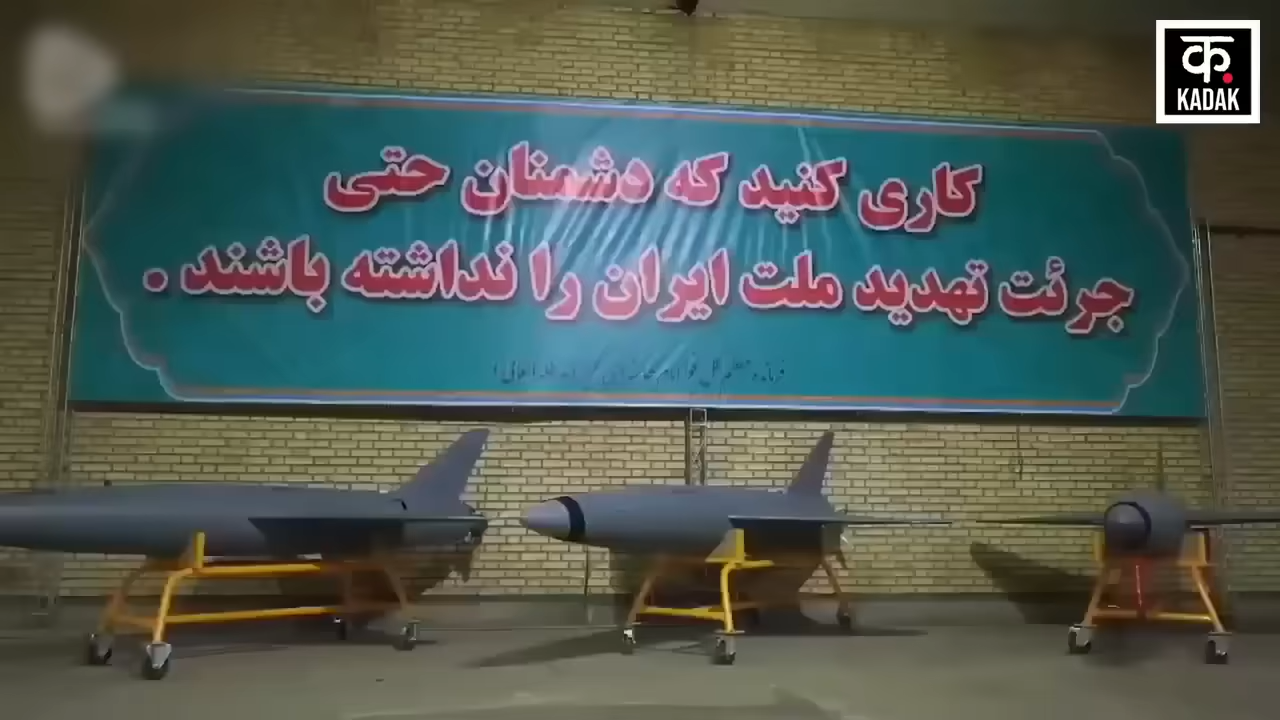 کاری کنید که دشمنان حتی
جرئت تهدید ملت ایران را نداشته باشند .
क.
KADAK